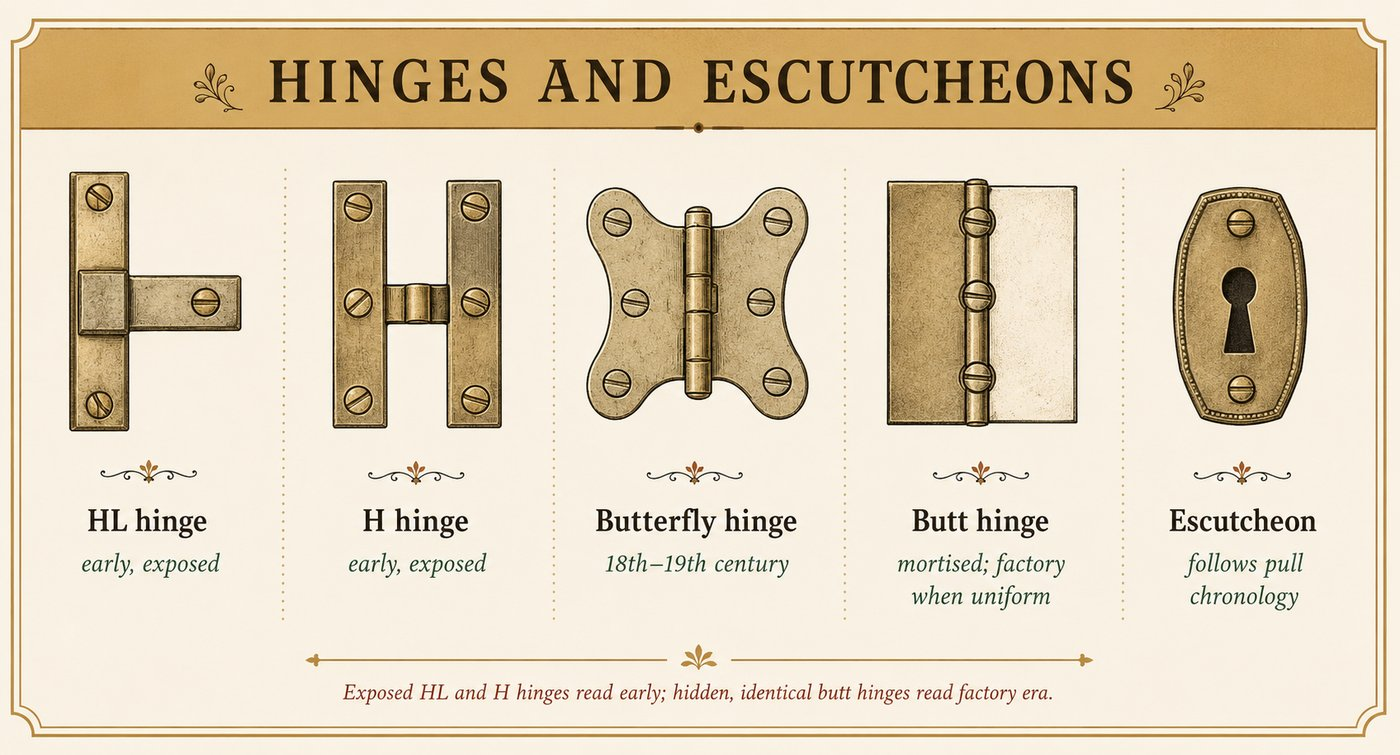 HINGES AND ESCUTCHEONS
HL hinge
early, exposed
H hinge
early, exposed
Butterfly hinge
18th–19th century
Butt hinge
mortised; factory
when uniform
Escutcheon
follows pull
chronology
Exposed HL and H hinges read early; hidden, identical butt hinges read factory era.